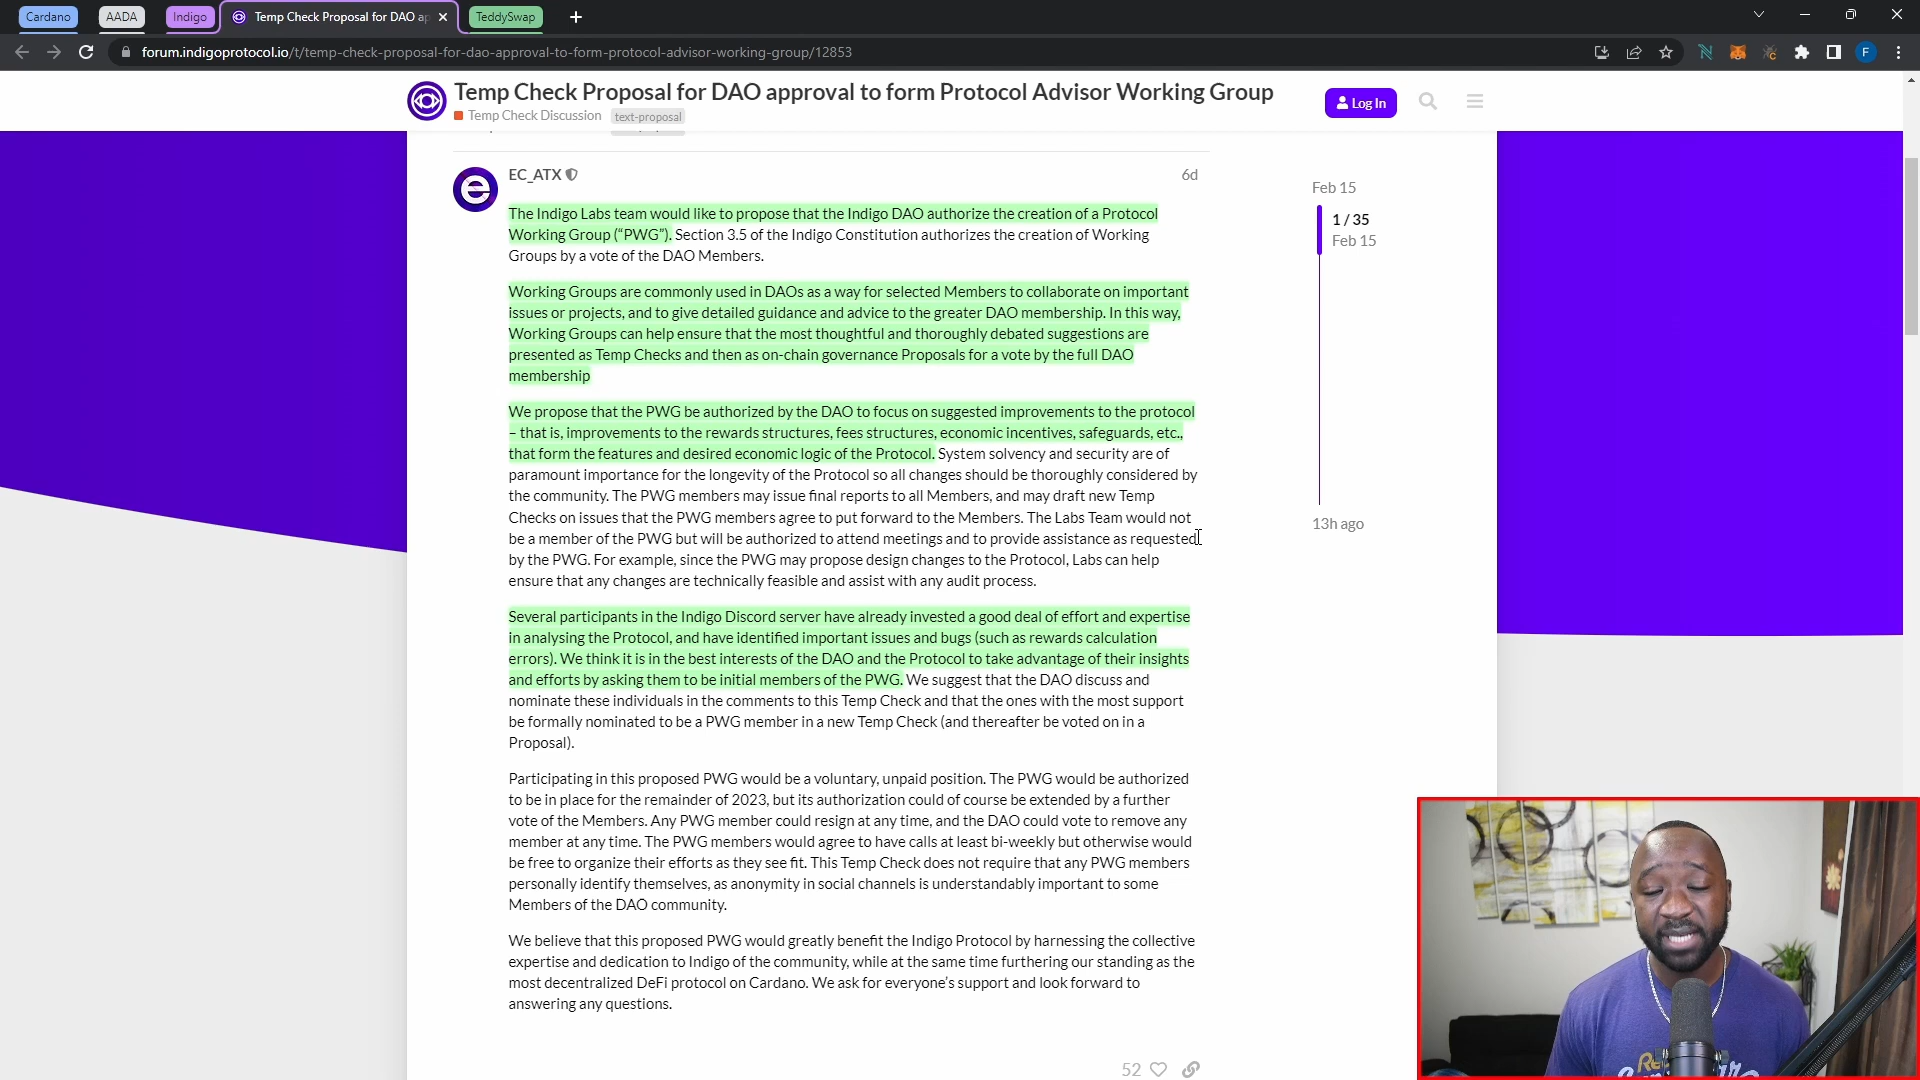 Cardano
AADA
Indigo
Temp Check Proposal for DAO ap
TeddySwap
forum.indigoprotocol.io/t/temp-check-proposal-for-dao-approval-to-form-protocol-advisor-working-group/12853
F
Temp Check Proposal for DAO approval to form Protocol Advisor Working Group
Temp Check Discussion text-proposal
Log In
e
EC_ATX
6d
The Indigo Labs team would like to propose that the Indigo DAO authorize the creation of a Protocol
Working Group (“PWG”). Section 3.5 of the Indigo Constitution authorizes the creation of Working
Groups by a vote of the DAO Members.
Working Groups are commonly used in DAOs as a way for selected Members to collaborate on important
issues or projects, and to give detailed guidance and advice to the greater DAO membership. In this way,
Working Groups can help ensure that the most thoughtful and thoroughly debated suggestions are
presented as Temp Checks and then as on-chain governance Proposals for a vote by the full DAO
membership
We propose that the PWG be authorized by the DAO to focus on suggested improvements to the protocol
– that is, improvements to the rewards structures, fees structures, economic incentives, safeguards, etc.,
that form the features and desired economic logic of the Protocol. System solvency and security are of
paramount importance for the longevity of the Protocol so all changes should be thoroughly considered by
the community. The PWG members may issue final reports to all Members, and may draft new Temp
Checks on issues that the PWG members agree to put forward to the Members. The Labs Team would not
be a member of the PWG but will be authorized to attend meetings and to provide assistance as requested
by the PWG. For example, since the PWG may propose design changes to the Protocol, Labs can help
ensure that any changes are technically feasible and assist with any audit process.
Several participants in the Indigo Discord server have already invested a good deal of effort and expertise
in analysing the Protocol, and have identified important issues and bugs (such as rewards calculation
errors). We think it is in the best interests of the DAO and the Protocol to take advantage of their insights
and efforts by asking them to be initial members of the PWG. We suggest that the DAO discuss and
nominate these individuals in the comments to this Temp Check and that the ones with the most support
be formally nominated to be a PWG member in a new Temp Check (and thereafter be voted on in a
Proposal).
Participating in this proposed PWG would be a voluntary, unpaid position. The PWG would be authorized
to be in place for the remainder of 2023, but its authorization could of course be extended by a further
vote of the Members. Any PWG member could resign at any time, and the DAO could vote to remove any
member at any time. The PWG members would agree to have calls at least bi-weekly but otherwise would
be free to organize their efforts as they see fit. This Temp Check does not require that any PWG members
personally identify themselves, as anonymity in social channels is understandably important to some
Members of the DAO community.
We believe that this proposed PWG would greatly benefit the Indigo Protocol by harnessing the collective
expertise and dedication to Indigo of the community, while at the same time furthering our standing as the
most decentralized DeFi protocol on Cardano. We ask for everyone’s support and look forward to
answering any questions.
52
Feb 15
1 / 35
Feb 15
13h ago